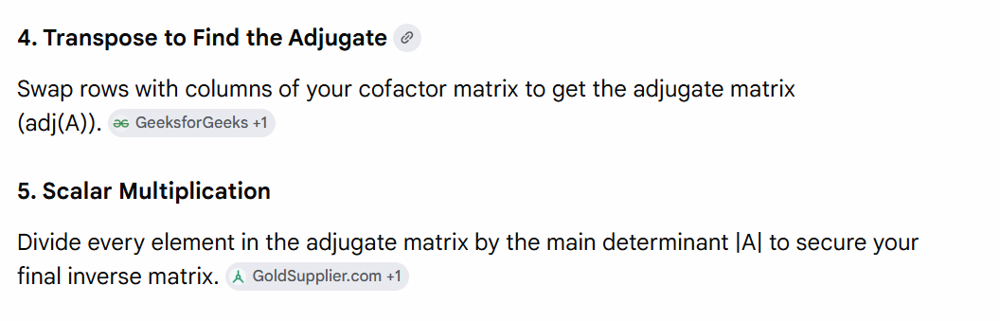 4. Transpose to Find the Adjugate
Swap rows with columns of your cofactor matrix to get the adjugate matrix
(adj(A)). GeeksforGeeks +1
5. Scalar Multiplication
Divide every element in the adjugate matrix by the main determinant |A| to secure your
final inverse matrix. GoldSupplier.com +1